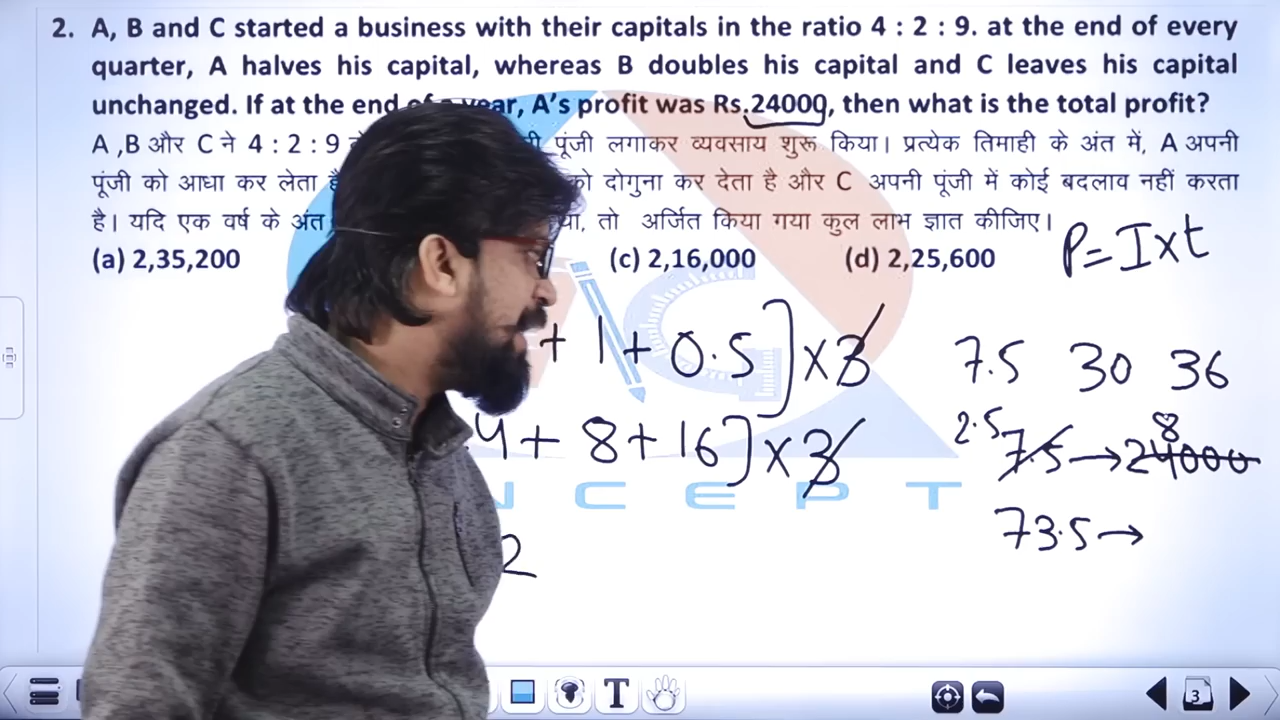 2. A, B and C started a business with their capitals in the ratio 4 : 2 : 9. at the end of every
quarter, A halves his capital, whereas B doubles his capital and C leaves his capital
unchanged. If at the end of a year, A's profit was Rs.24000, then what is the total profit?
A ,B और C ने 4 : 2 : 9 पूंजी लगाकर व्यवसाय शुरू किया। प्रत्येक तिमाही के अंत में, A अपनी
पूंजी को आधा कर लेता को दोगुना कर देता है और C अपनी पूंजी में कोई बदलाव नहीं करता
है। यदि एक वर्ष के अंत तो अर्जित किया गया कुल लाभ ज्ञात कीजिए।
P = I x t
(a) 2,35,200 (c) 2,16,000 (d) 2,25,600
+ 1 + 0.5 ] x 3 7.5 30 36
4 + 8 + 16 ] x 3 2.5 7.5 → 24000 8
N C E P T
73.5 →
2
T
3